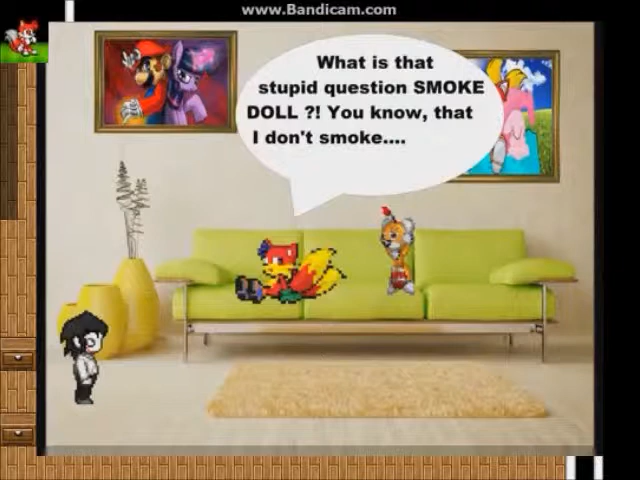 www.Bandicam.com
What is that
stupid question SMOKE
DOLL ?! You know, that
I don't smoke....